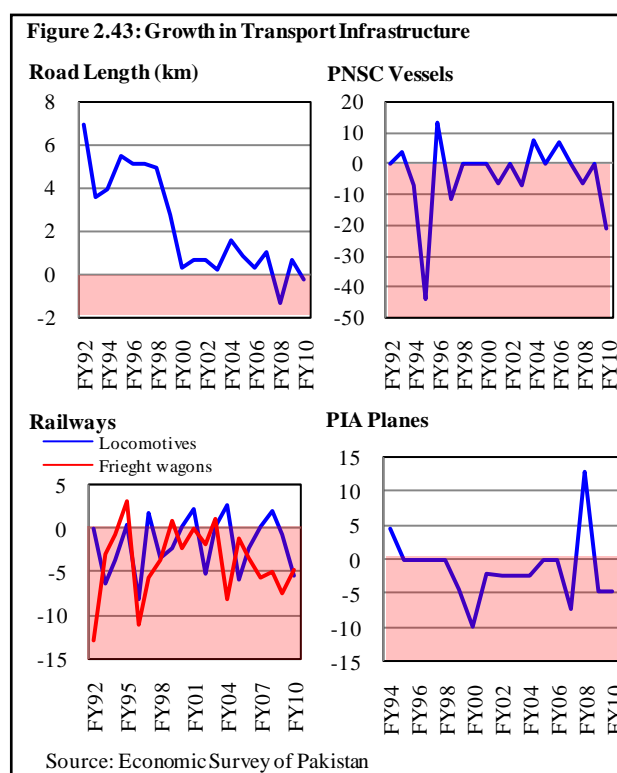 Figure 2.43: Growth in Transport Infrastructure
Road Length (km)
8
6
4
2
0
-2
FY92
FY94
FY96
FY98
FY00
FY02
FY04
FY06
FY08
FY10
PNSC Vessels
20
10
0
-10
-20
-30
-40
-50
FY92
FY94
FY96
FY98
FY00
FY02
FY04
FY06
FY08
FY10
Railways
Locomotives
Frieght wagons
5
0
-5
-10
-15
FY92
FY95
FY98
FY01
FY04
FY07
FY10
PIA Planes
15
10
5
0
-5
-10
-15
FY94
FY96
FY98
FY00
FY02
FY04
FY06
FY08
FY10
Source: Economic Survey of Pakistan